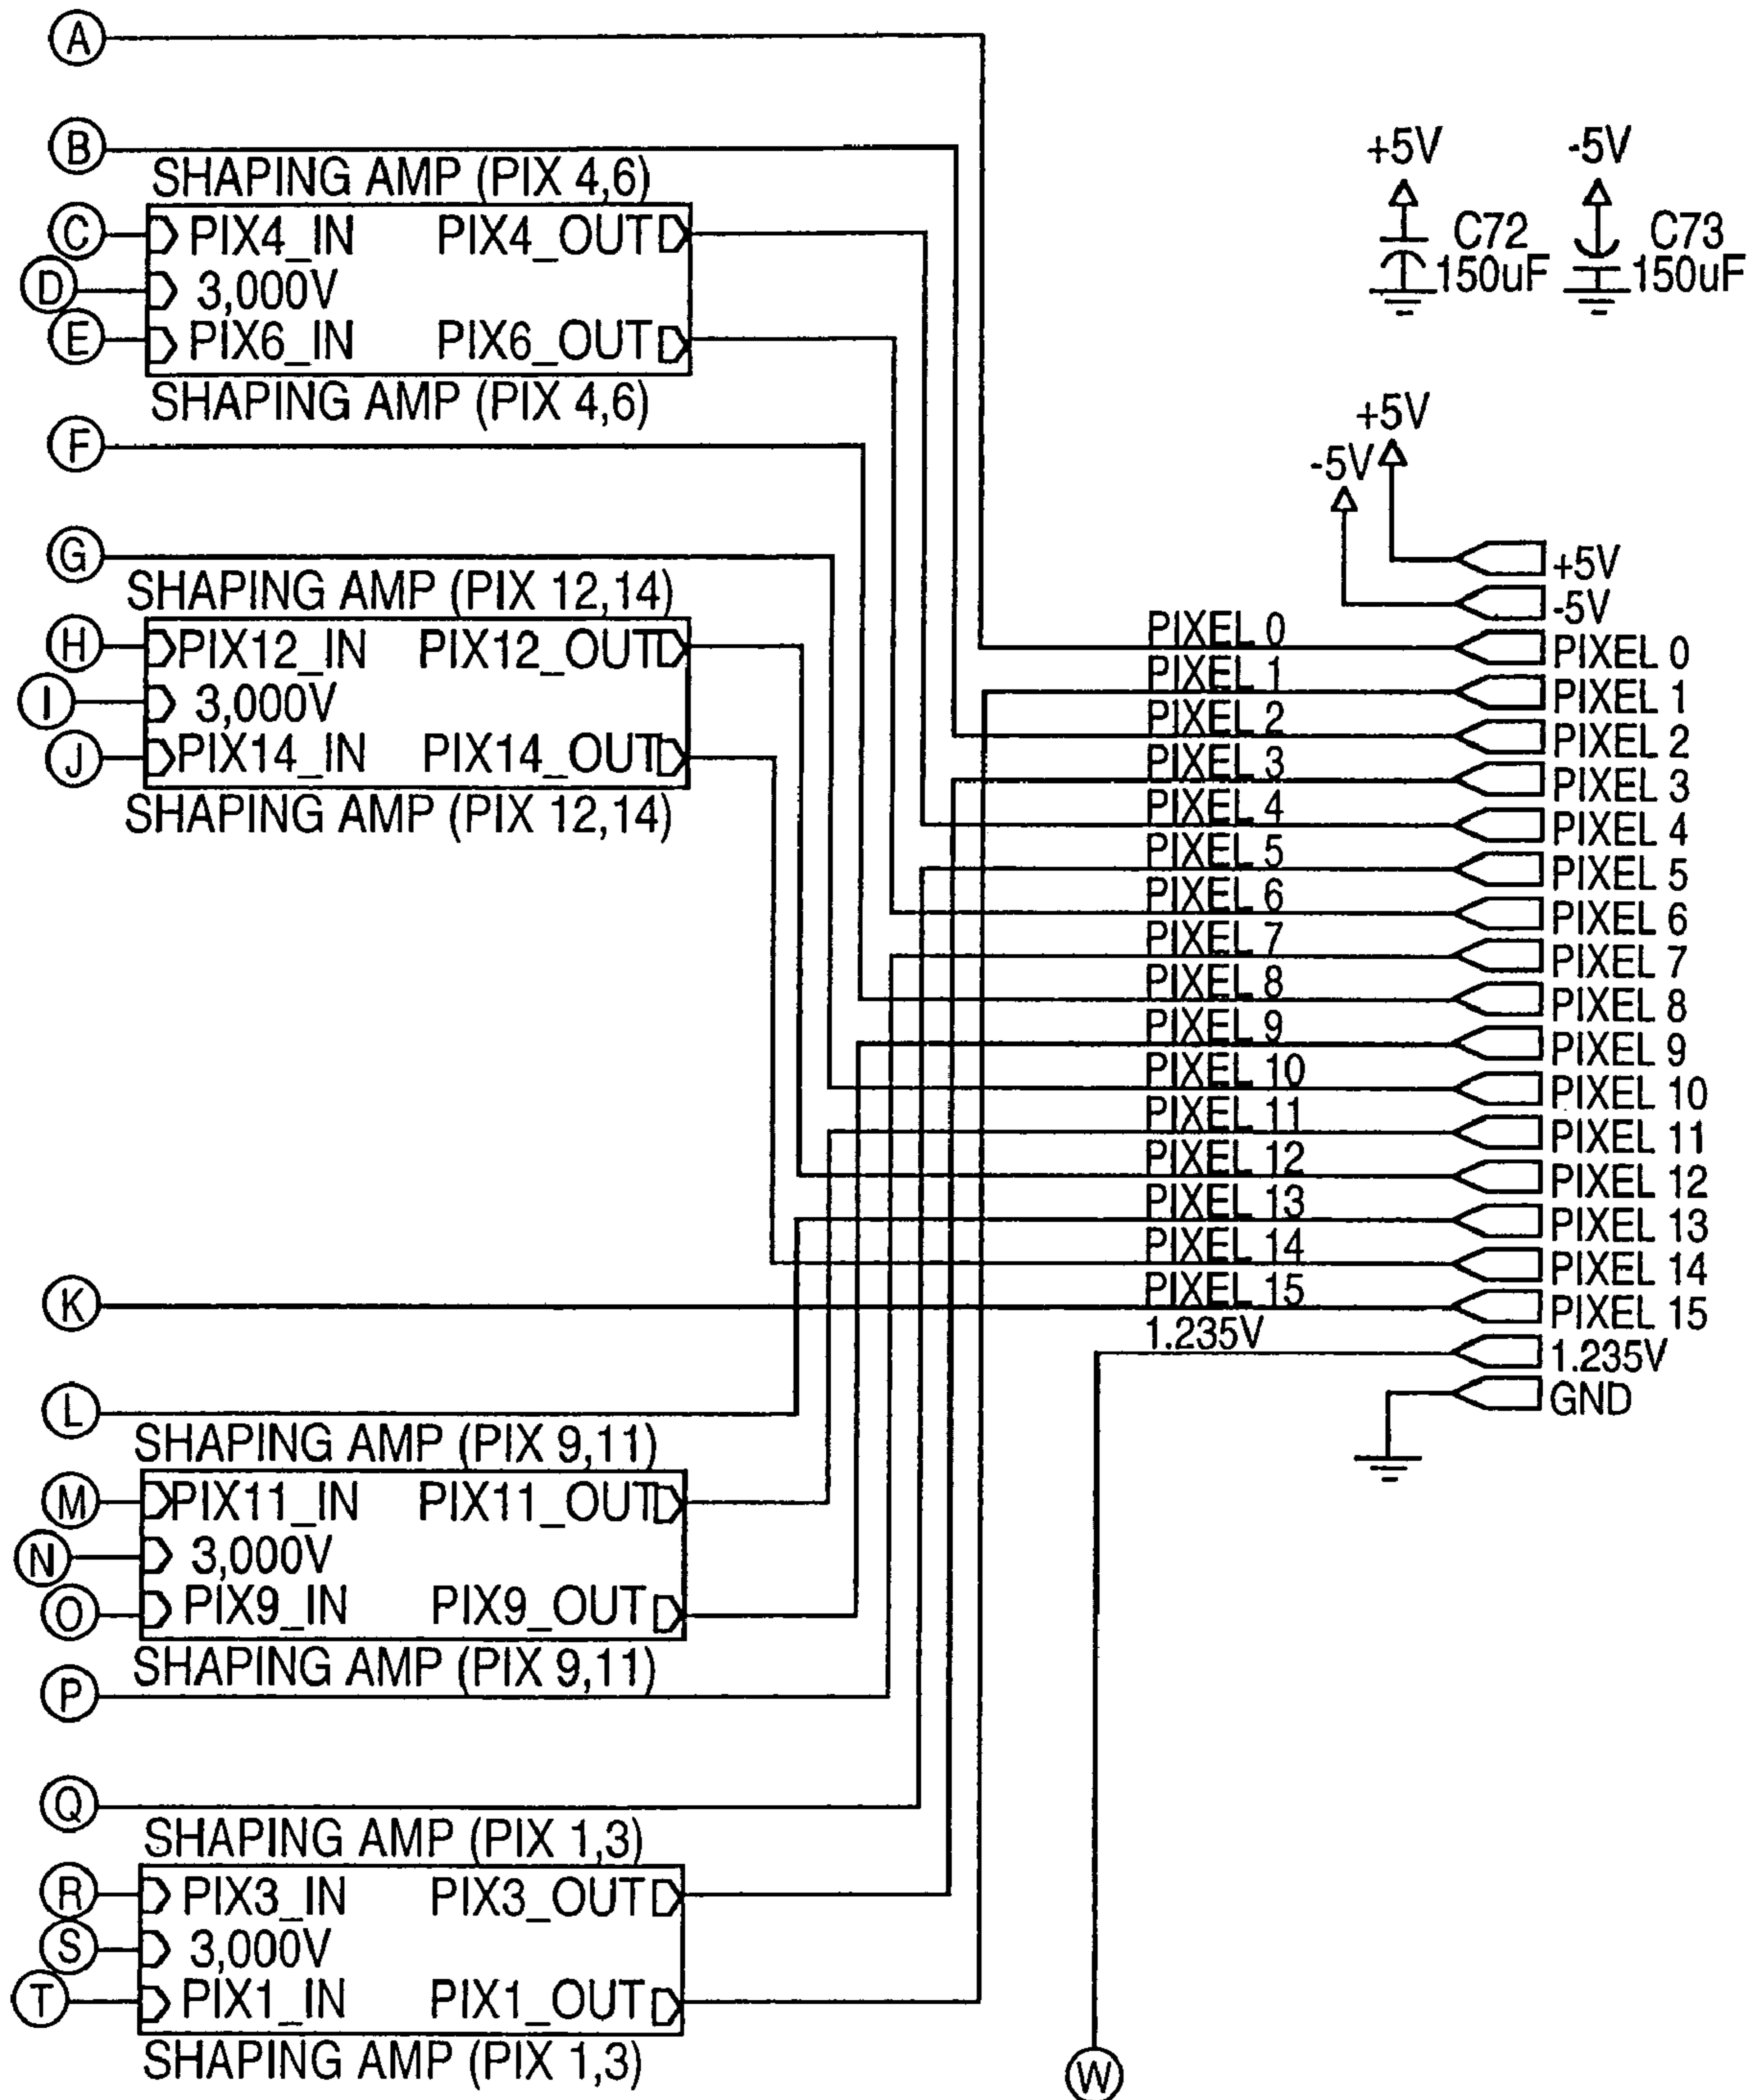 A
B
SHAPING AMP (PIX 4,6)
C PIX4_IN PIX4_OUT
D 3,000V
E PIX6_IN PIX6_OUT
SHAPING AMP (PIX 4,6)
F
G
SHAPING AMP (PIX 12,14)
H PIX12_IN PIX12_OUT
I 3,000V
J PIX14_IN PIX14_OUT
SHAPING AMP (PIX 12,14)
K
L
SHAPING AMP (PIX 9,11)
M PIX11_IN PIX11_OUT
N 3,000V
O PIX9_IN PIX9_OUT
SHAPING AMP (PIX 9,11)
P
Q
SHAPING AMP (PIX 1,3)
R PIX3_IN PIX3_OUT
S 3,000V
T PIX1_IN PIX1_OUT
SHAPING AMP (PIX 1,3)
+5V -5V
C72 C73
150uF 150uF
+5V
-5V
+5V
-5V
PIXEL 0 PIXEL 0
PIXEL 1 PIXEL 1
PIXEL 2 PIXEL 2
PIXEL 3 PIXEL 3
PIXEL 4 PIXEL 4
PIXEL 5 PIXEL 5
PIXEL 6 PIXEL 6
PIXEL 7 PIXEL 7
PIXEL 8 PIXEL 8
PIXEL 9 PIXEL 9
PIXEL 10 PIXEL 10
PIXEL 11 PIXEL 11
PIXEL 12 PIXEL 12
PIXEL 13 PIXEL 13
PIXEL 14 PIXEL 14
PIXEL 15 PIXEL 15
1.235V 1.235V
GND
W